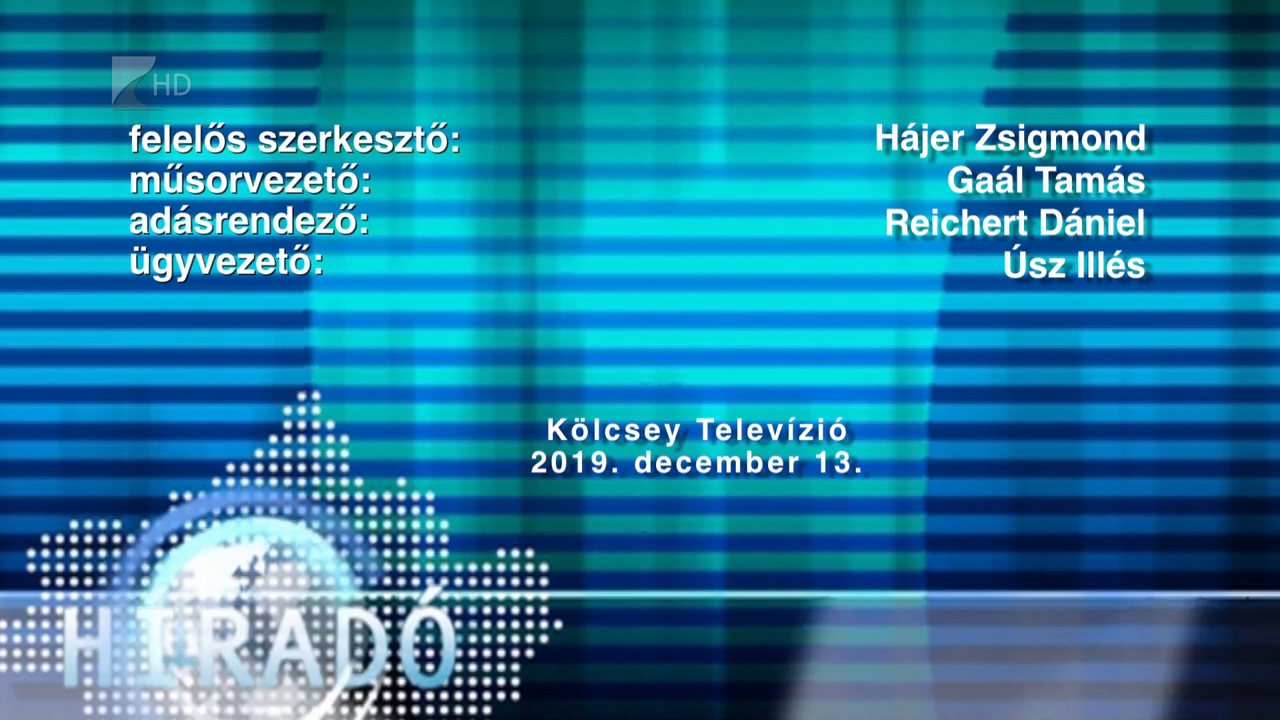 HD
felelős szerkesztő: Hájer Zsigmond
műsorvezető: Gaál Tamás
adásrendező: Reichert Dániel
ügyvezető: Úsz Illés
Kölcsey Televízió
2019. december 13.
HÍRADÓ